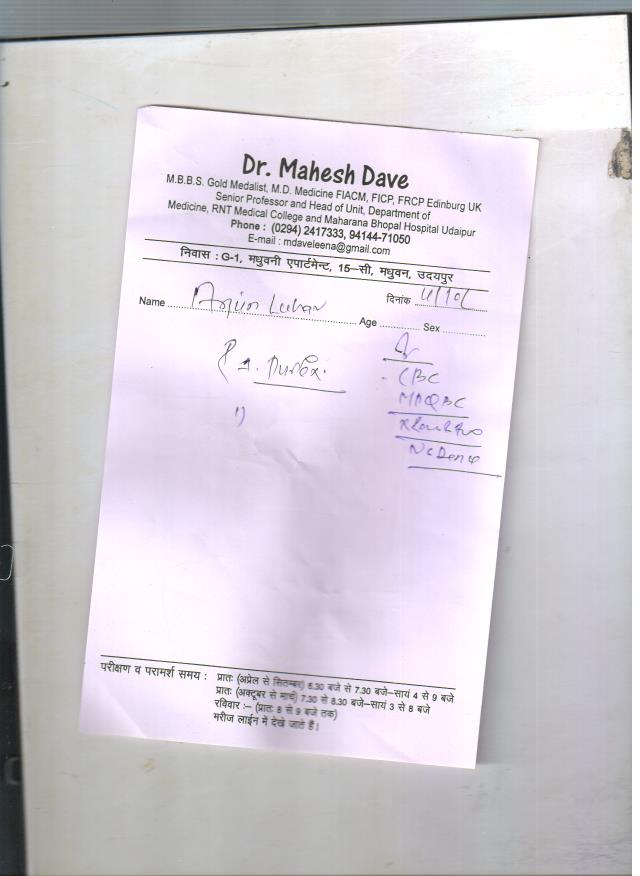 Dr. Mahesh Dave
M.B.B.S. Gold Medalist, M.D. Medicine FIACM, FICP, FRCP Edinburg UK
Senior Professor and Head of Unit, Department of
Medicine, RNT Medical College and Maharana Bhopal Hospital Udaipur
Phone : (0294) 2417333, 94144-71050
E-mail : mdaveleena@gmail.com
निवास : G-1, मधुवनी एपार्टमेन्ट, 15-सी, मधुवन, उदयपुर
दिनांक
Name Arjun Age Sex
CBC
परीक्षण व परामर्श समय : प्रातः (अप्रेल से सितम्बर) 6.30 बजे से 7.30 बजे-सायं 4 से 9 बजे
प्रातः (अक्टूबर से मार्च) 7.30 से 8.30 बजे-सायं 3 से 8 बजे
रविवार :- (प्रातः 8 से 9 बजे तक)
मरीज लाईन में देखे जाते हैं।